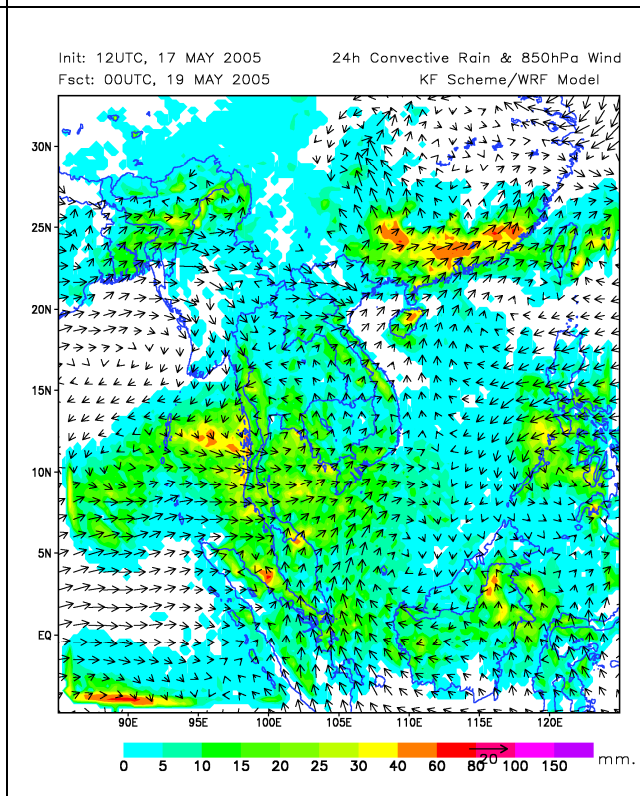 Init: 12UTC, 17 MAY 2005 24h Convective Rain & 850hPa Wind
Fsct: 00UTC, 19 MAY 2005 KF Scheme/WRF Model
30N
25N
20N
15N
10N
5N
EQ
90E 95E 100E 105E 110E 115E 120E
0 5 10 15 20 25 30 40 60 80 100 150 mm.
20